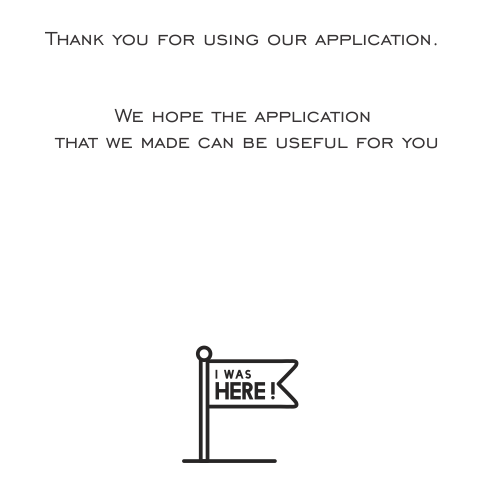 Thank you for using our application.
We hope the application
that we made can be useful for you
I WAS
HERE!